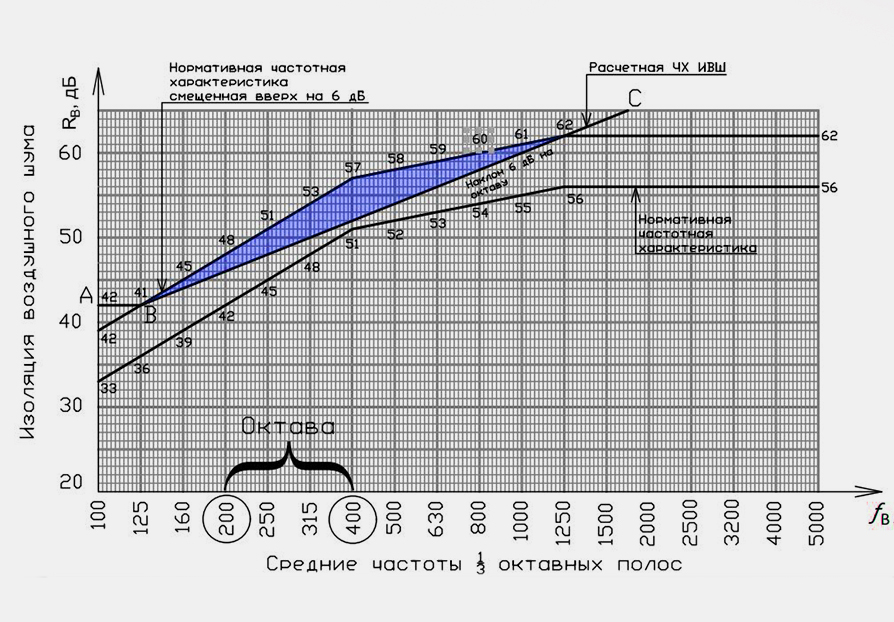 Нормативная частотная
характеристика
смещенная вверх на 6 дБ
Расчетная ЧХ ИВШ
C
Rв, дБ
Изоляция воздушного шума
60
50
40
30
20
57
58
59
60
61
62
62
53
51
48
45
41
42
A
B
42
33
36
39
42
45
48
51
52
53
54
55
56
56
Наклон 6 дБ на
октаву
Нормативная
частотная
характеристика
Октава
100
125
160
200
250
315
400
500
630
800
1000
1250
1500
2000
2500
3200
4000
5000
fв
Средние частоты 1/3 октавных полос